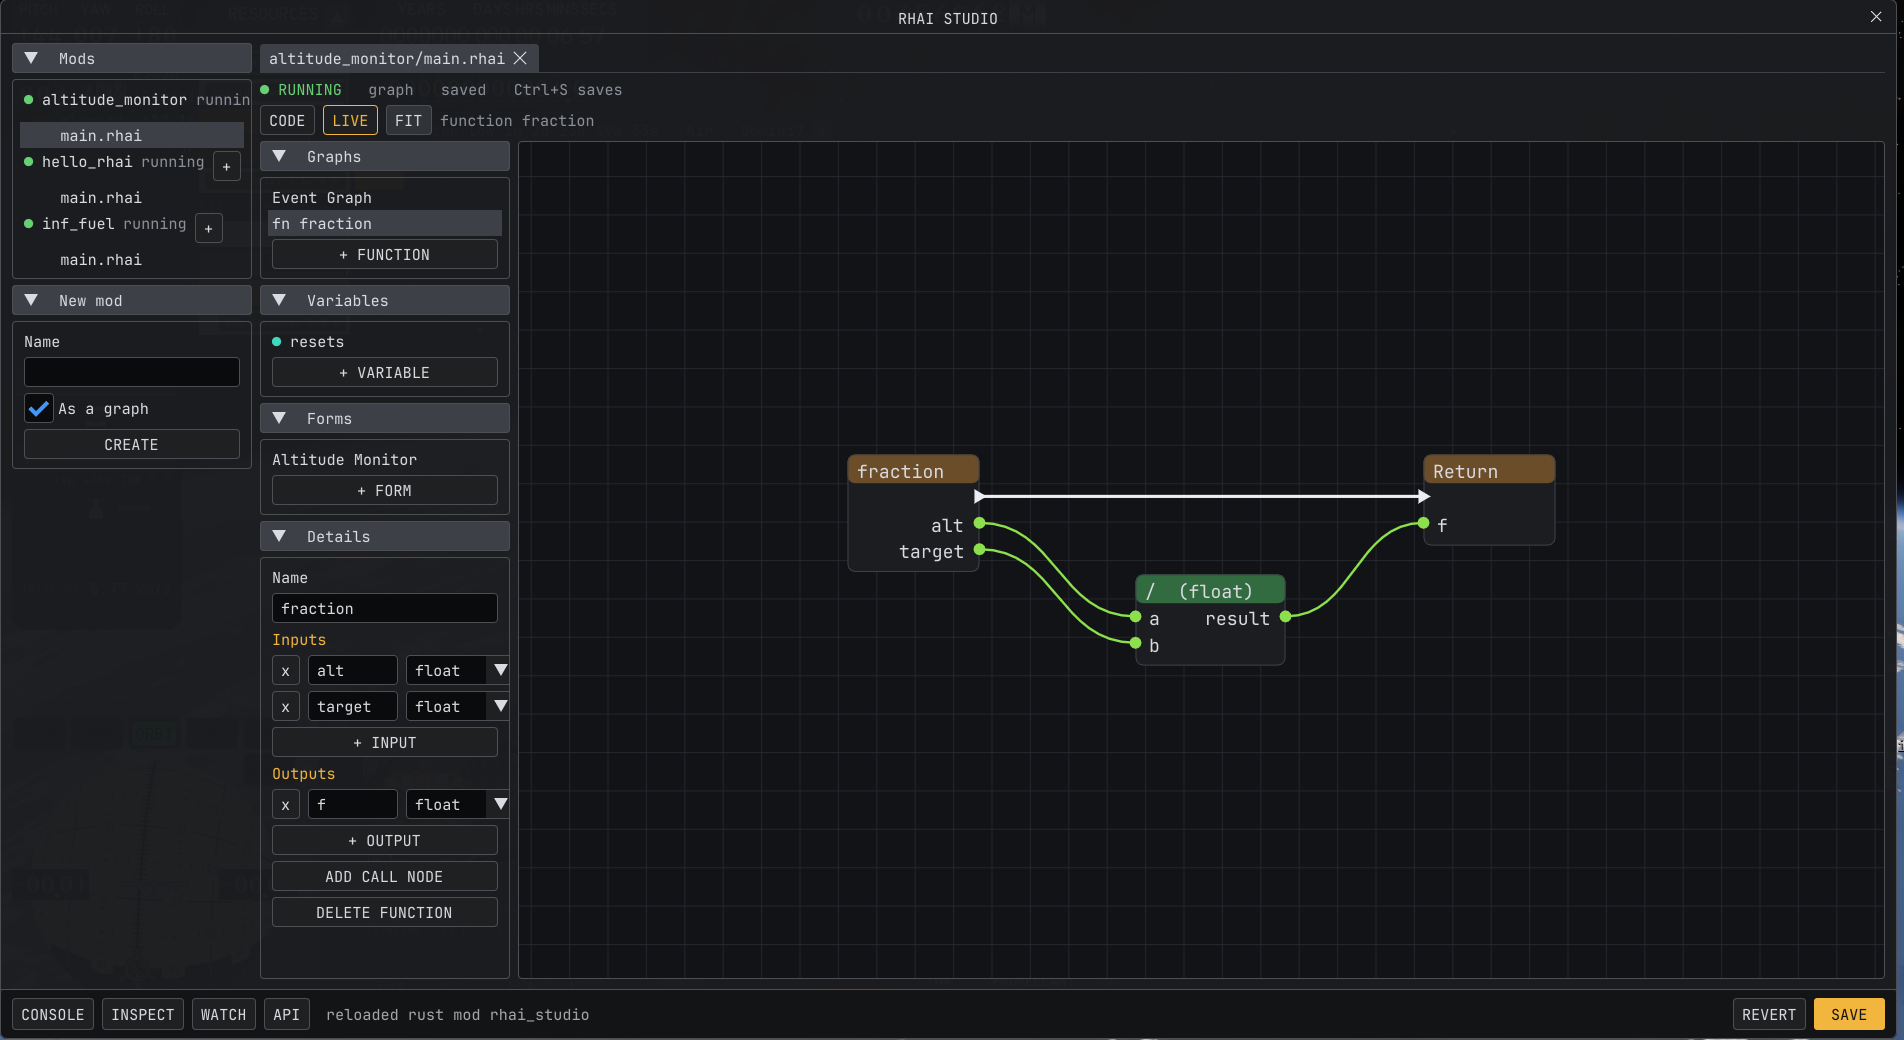 RHAI STUDIO
Mods
altitude_monitor runnin
main.rhai
hello_rhai running +
main.rhai
inf_fuel running +
main.rhai
New mod
Name
As a graph
CREATE
altitude_monitor/main.rhai
RUNNING graph saved Ctrl+S saves
CODE LIVE FIT function fraction
Graphs
Event Graph
fn fraction
+ FUNCTION
Variables
resets
+ VARIABLE
Forms
Altitude Monitor
+ FORM
Details
Name
fraction
Inputs
x alt float
x target float
+ INPUT
Outputs
x f float
+ OUTPUT
ADD CALL NODE
DELETE FUNCTION
fraction
alt
target
/ (float)
a result
b
Return
f
CONSOLE INSPECT WATCH API reloaded rust mod rhai_studio
REVERT SAVE